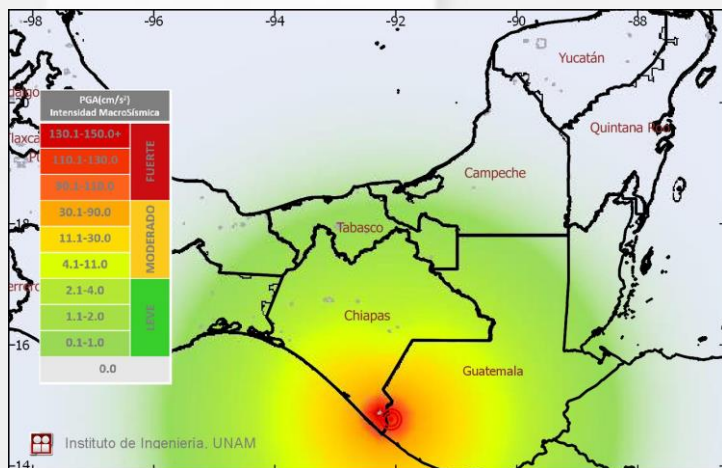 -98
-96
-94
-92
-90
-88
Yucatán
Quintana Roo
Campeche
Tabasco
Chiapas
Guatemala
-18
-16
-14
PGA(cm/s²)
Intensidad MacroSísmica
130.1-150.0+
110.1-130.0
90.1-110.0
FUERTE
30.1-90.0
11.1-30.0
4.1-11.0
MODERADO
2.1-4.0
1.1-2.0
0.1-1.0
LEVE
0.0
Instituto de Ingeniería, UNAM